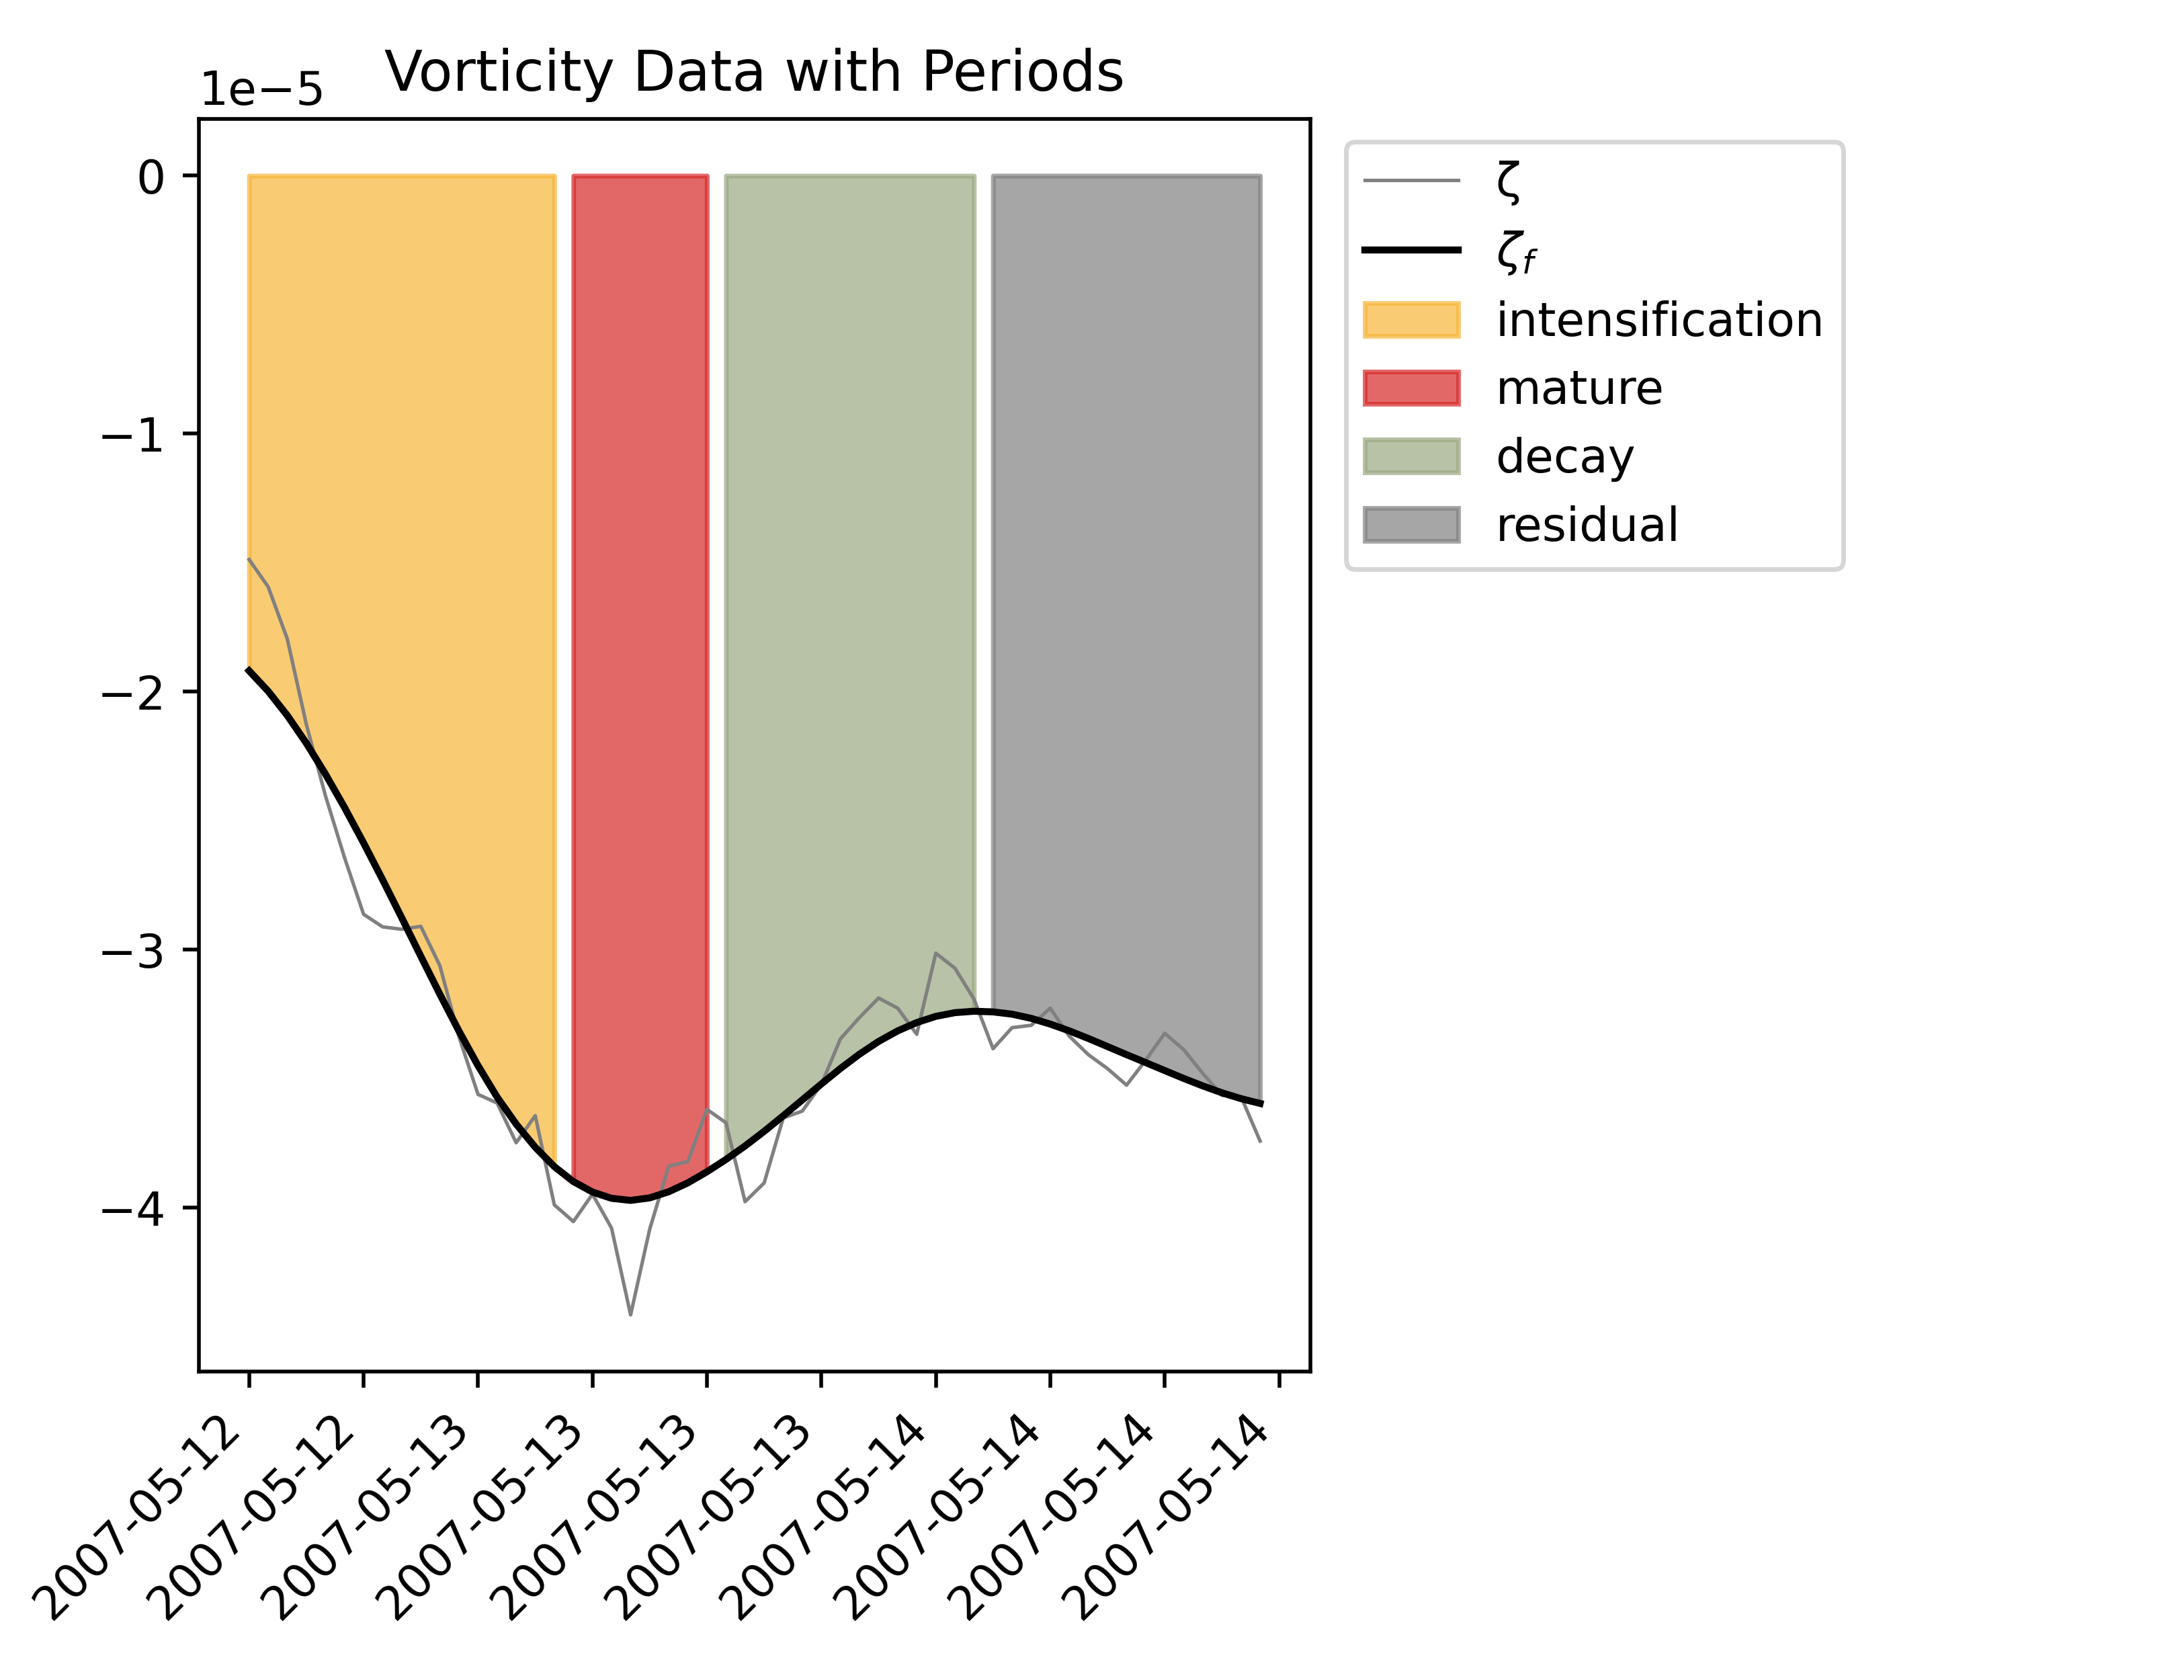 Vorticity Data with Periods
1e−5
0
−1
−2
−3
−4
2007-05-12
2007-05-12
2007-05-13
2007-05-13
2007-05-13
2007-05-13
2007-05-14
2007-05-14
2007-05-14
2007-05-14
ζ
ζf
intensification
mature
decay
residual